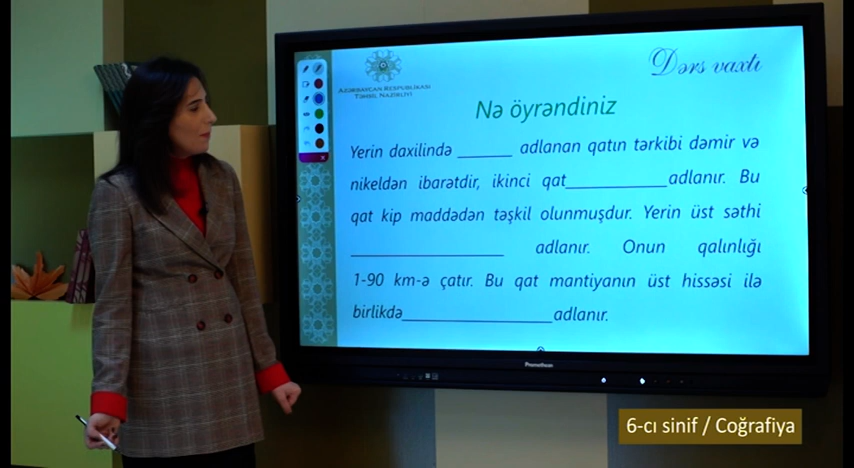 AZƏRBAYCAN RESPUBLİKASI
TƏHSİL NAZİRLİYİ
Dərs vaxtı
Nə öyrəndiniz
Yerin daxilində ______ adlanan qatın tərkibi dəmir və
nikeldən ibarətdir, ikinci qat___________adlanır. Bu
qat kip maddədən təşkil olunmuşdur. Yerin üst səthi
_________________ adlanır. Onun qalınlığı
1-90 km-ə çatır. Bu qat mantiyanın üst hissəsi ilə
birlikdə_________________adlanır.
Promethean
6-cı sinif / Coğrafiya